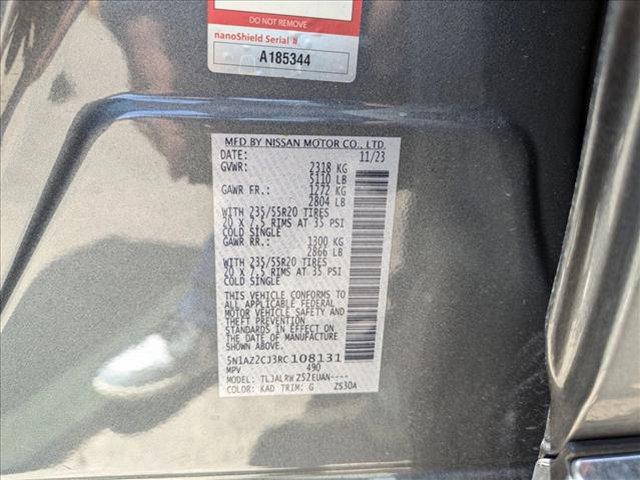 DO NOT REMOVE
nanoShield Serial #
A185344
MFD BY NISSAN MOTOR CO., LTD.
DATE: 11/23
GVWR: 2318 KG
5110 LB
GAWR FR.: 1272 KG
2804 LB
WITH 235/55R20 TIRES
20 X 7.5 RIMS AT 35 PSI
COLD SINGLE
GAWR RR.: 1300 KG
2866 LB
WITH 235/55R20 TIRES
20 X 7.5 RIMS AT 35 PSI
COLD SINGLE
THIS VEHICLE CONFORMS TO
ALL APPLICABLE FEDERAL
MOTOR VEHICLE SAFETY AND
THEFT PREVENTION
STANDARDS IN EFFECT ON
THE DATE OF MANUFACTURE
SHOWN ABOVE.
5N1AZ2CJ3RC108131
MPV 490
MODEL: TLJALRWZS2EUAN----
COLOR: KAD TRIM: G ZS30A